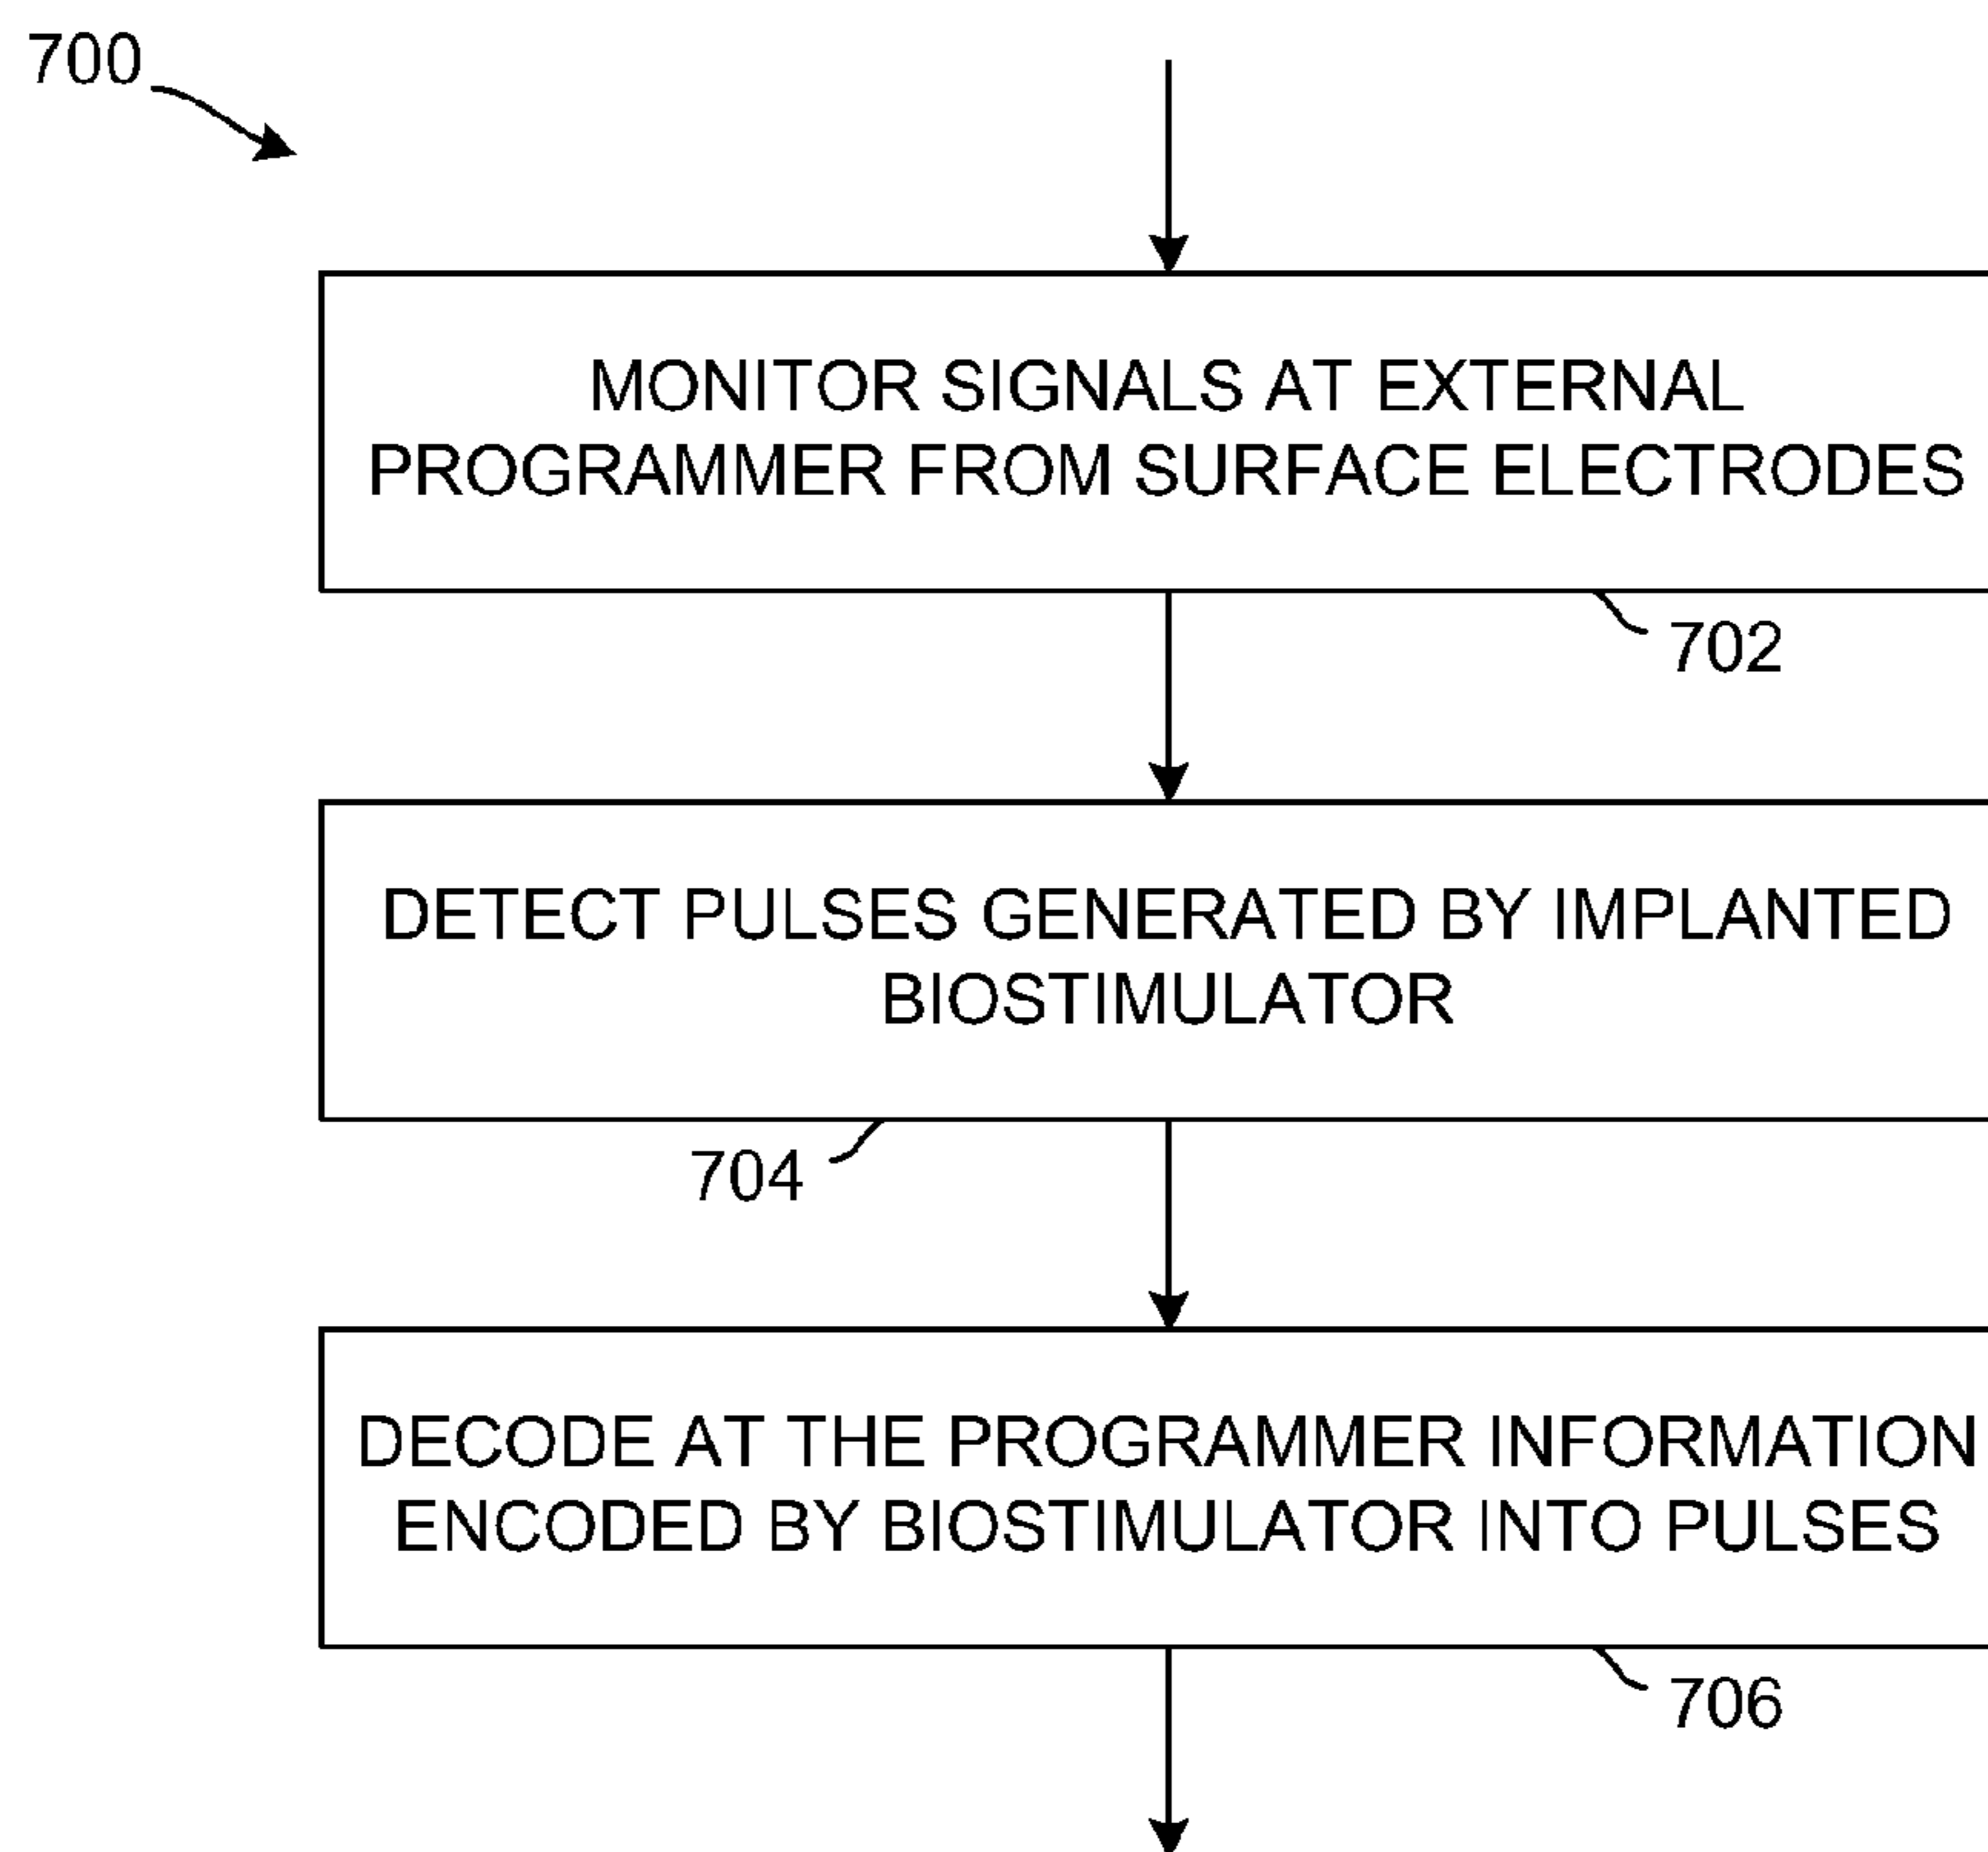 700
MONITOR SIGNALS AT EXTERNAL
PROGRAMMER FROM SURFACE ELECTRODES
702
DETECT PULSES GENERATED BY IMPLANTED
BIOSTIMULATOR
704
DECODE AT THE PROGRAMMER INFORMATION
ENCODED BY BIOSTIMULATOR INTO PULSES
706